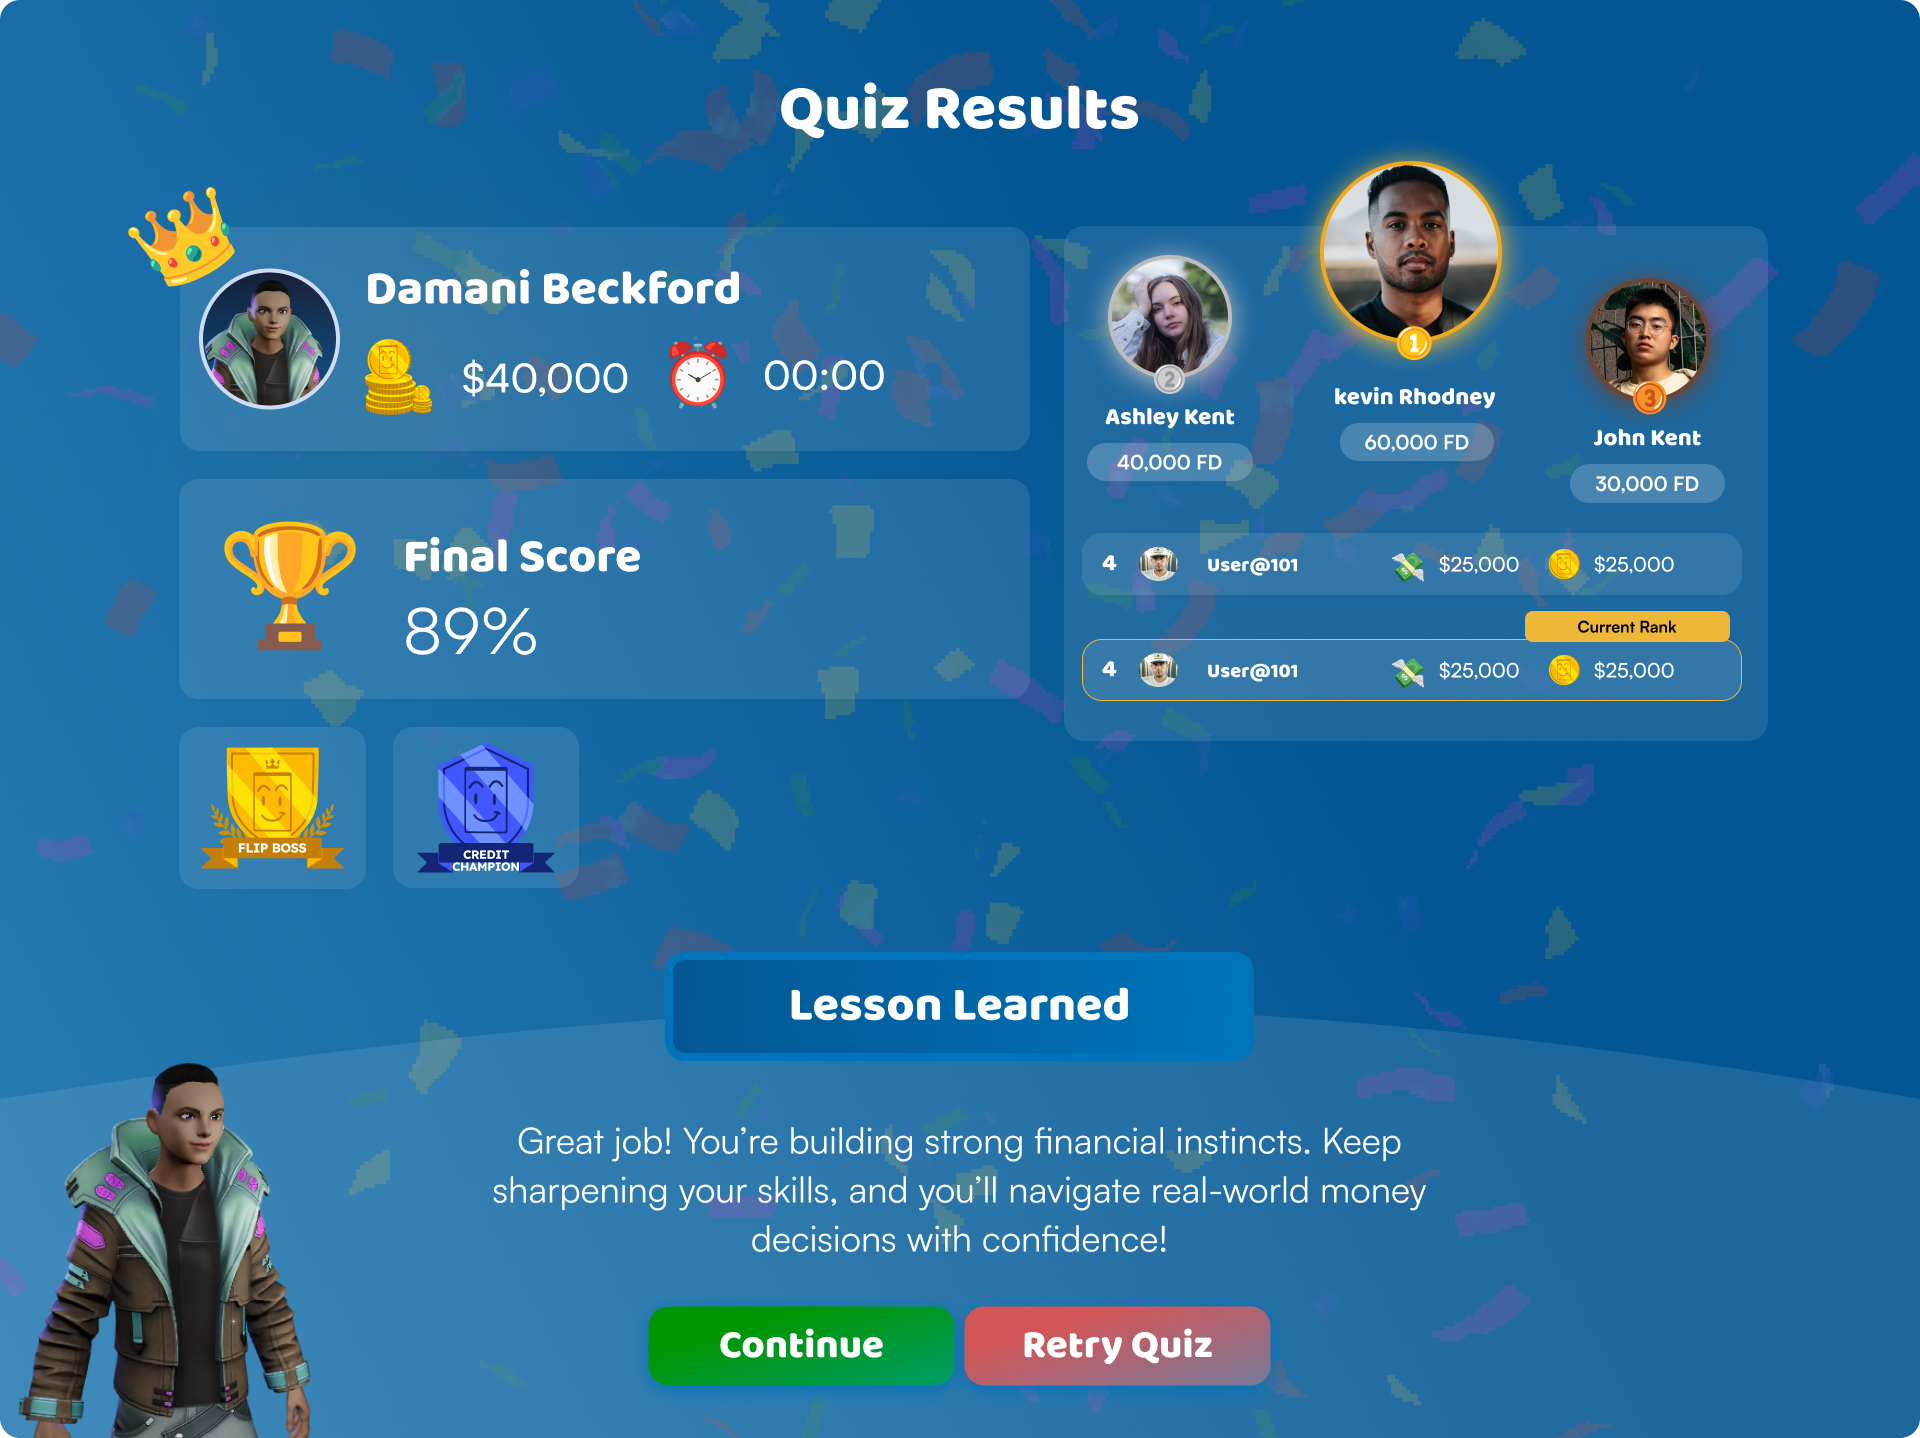 Quiz Results
Damani Beckford
$40,000
00:00
Final Score
89%
FLIP BOSS
CREDIT
CHAMPION
1
2
3
kevin Rhodney
60,000 FD
Ashley Kent
40,000 FD
John Kent
30,000 FD
4 User@101 $25,000 $25,000
Current Rank
4 User@101 $25,000 $25,000
Lesson Learned
Great job! You’re building strong financial instincts. Keep
sharpening your skills, and you’ll navigate real-world money
decisions with confidence!
Continue
Retry Quiz